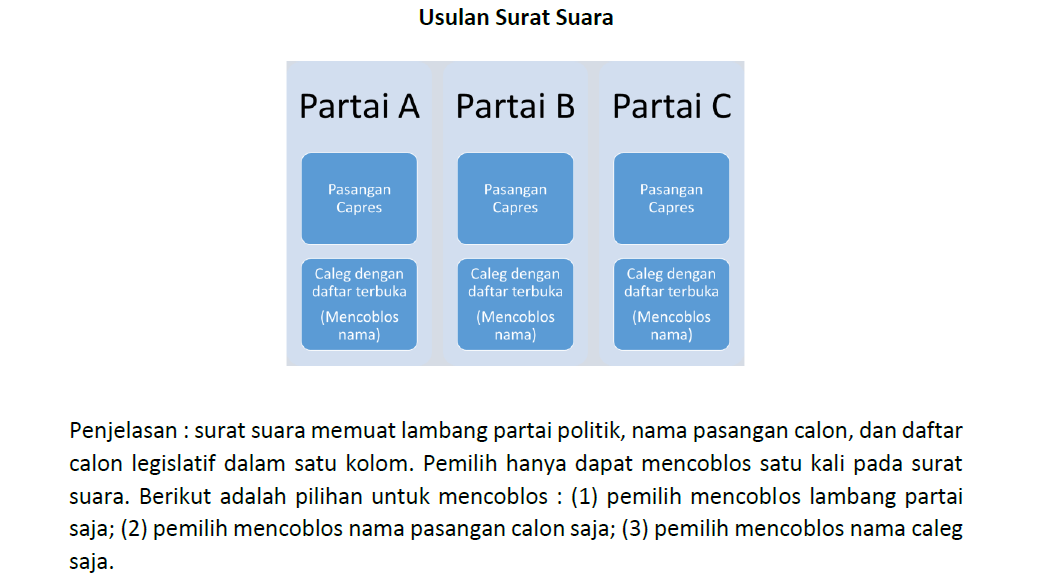 Usulan Surat Suara
Partai A
Partai B
Partai C
Pasangan
Capres
Pasangan
Capres
Pasangan
Capres
Caleg dengan
daftar terbuka
(Mencoblos
nama)
Caleg dengan
daftar terbuka
(Mencoblos
nama)
Caleg dengan
daftar terbuka
(Mencoblos
nama)
Penjelasan : surat suara memuat lambang partai politik, nama pasangan calon, dan daftar
calon legislatif dalam satu kolom. Pemilih hanya dapat mencoblos satu kali pada surat
suara. Berikut adalah pilihan untuk mencoblos : (1) pemilih mencoblos lambang partai
saja; (2) pemilih mencoblos nama pasangan calon saja; (3) pemilih mencoblos nama caleg
saja.